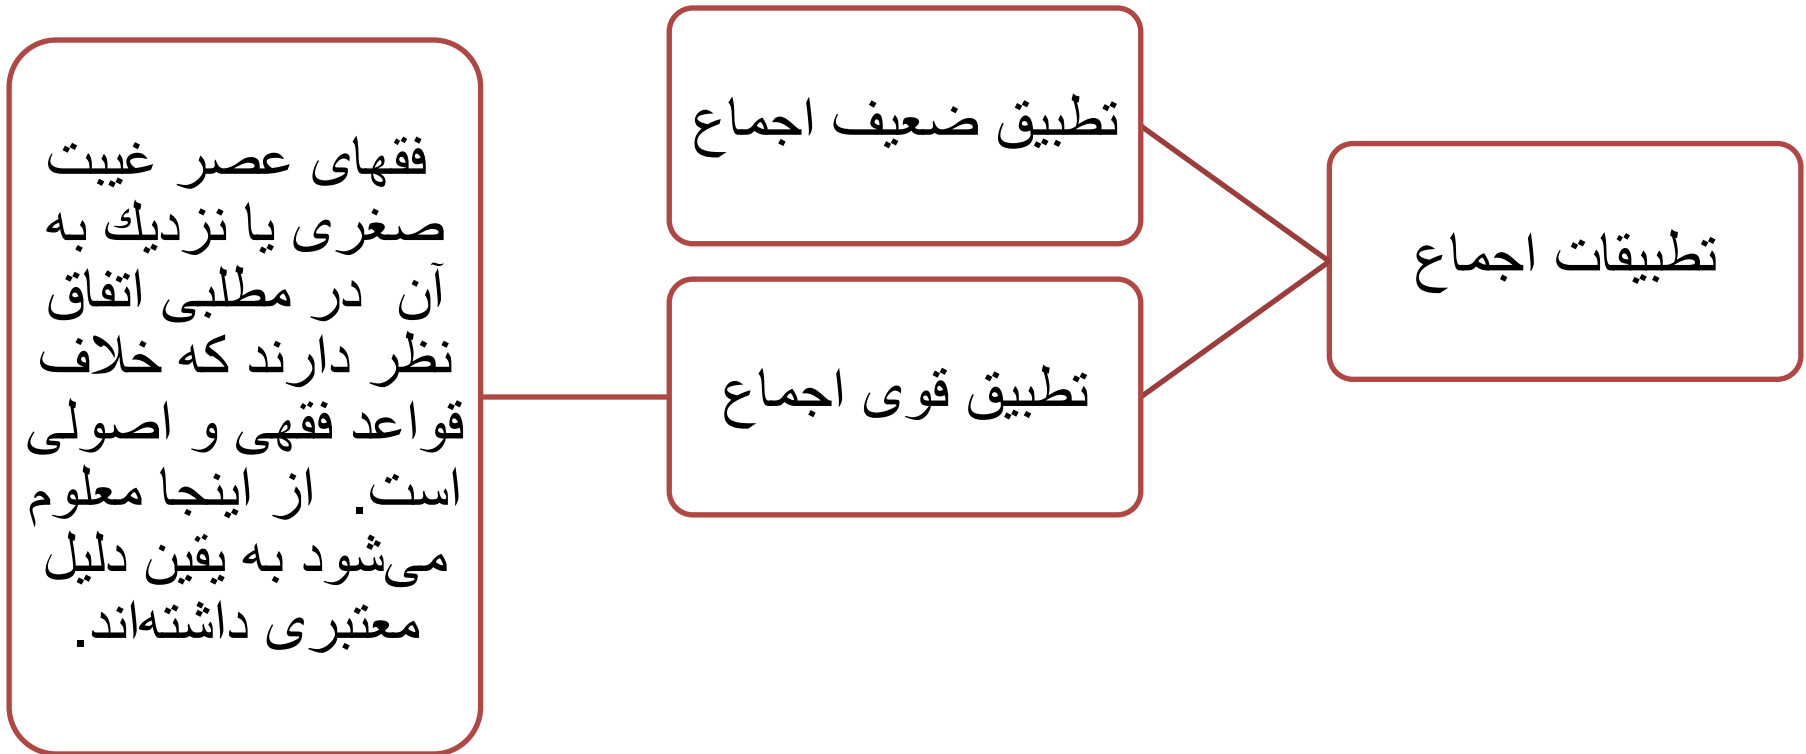 تطبیقات اجماع
تطبیق ضعیف اجماع
تطبیق قوی اجماع
فقهای عصر غیبت
صغری یا نزدیك به
آن در مطلبی اتفاق
نظر دارند که خلاف
قواعد فقهی و اصولی
است. از اینجا معلوم
می‌شود به یقین دلیل
معتبری داشته‌اند.